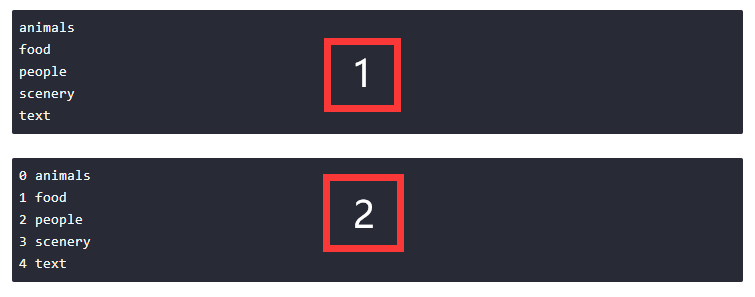 animals
food
people
scenery
text
1
0 animals
1 food
2 people
3 scenery
4 text
2